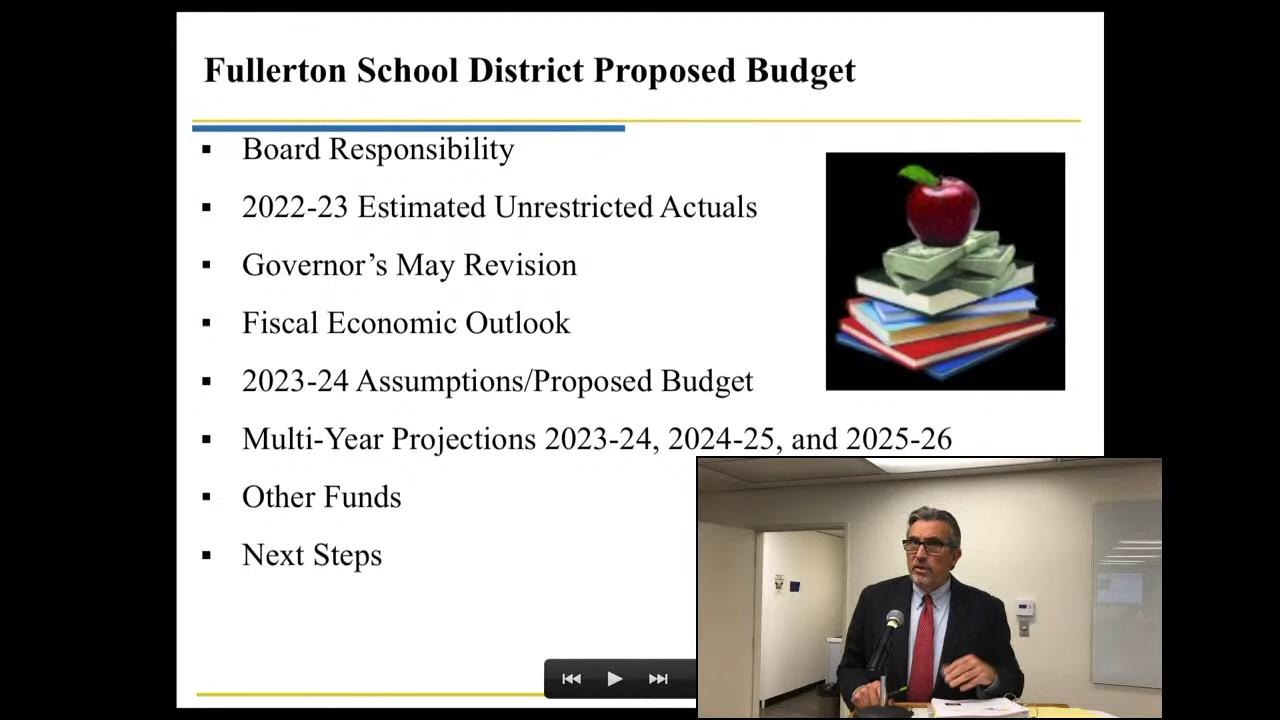 Fullerton School District Proposed Budget
Board Responsibility
2022-23 Estimated Unrestricted Actuals
Governor’s May Revision
Fiscal Economic Outlook
2023-24 Assumptions/Proposed Budget
Multi-Year Projections 2023-24, 2024-25, and 2025-26
Other Funds
Next Steps